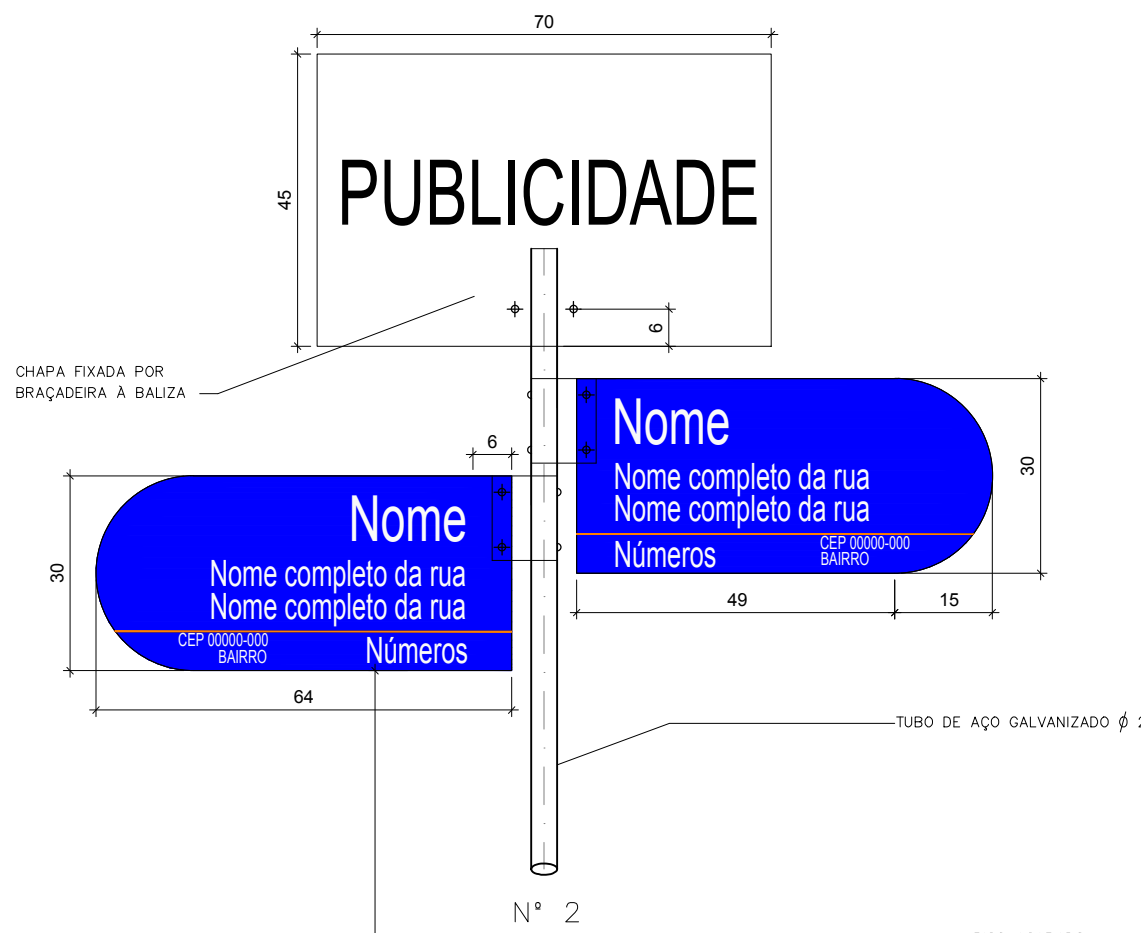 70
45
PUBLICIDADE
6
CHAPA FIXADA POR
BRAÇADEIRA À BALIZA
6
30
Nome
Nome completo da rua
Nome completo da rua
CEP 00000-000
BAIRRO
Números
64
Nome
Nome completo da rua
Nome completo da rua
Números
CEP 00000-000
BAIRRO
30
49
15
TUBO DE AÇO GALVANIZADO ϕ 2
N° 2